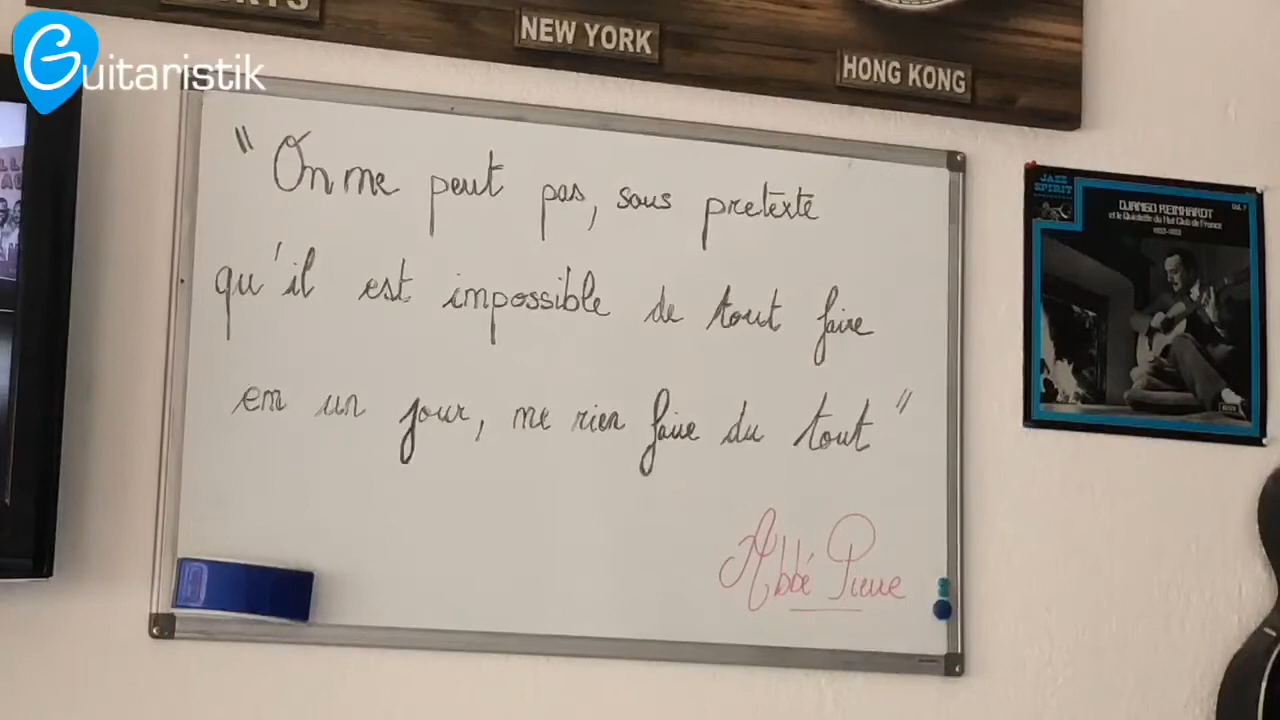 Guitaristik
NEW YORK
HONG KONG
"On ne peut pas, sous pretexte
qu'il est impossible de tout faire
en un jour, ne rien faire du tout"
Abbé Pierre
JAZZ
SPIRIT
DJANGO REINHARDT
et le Quintette du Hot Club de France